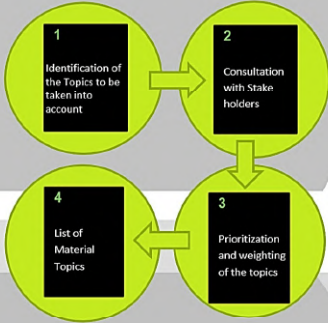 1
Identification of
the Topics to be
taken into
account
2
Consultation
with Stake
holders
3
Prioritization
and weighting
of the topics
4
List of
Material
Topics